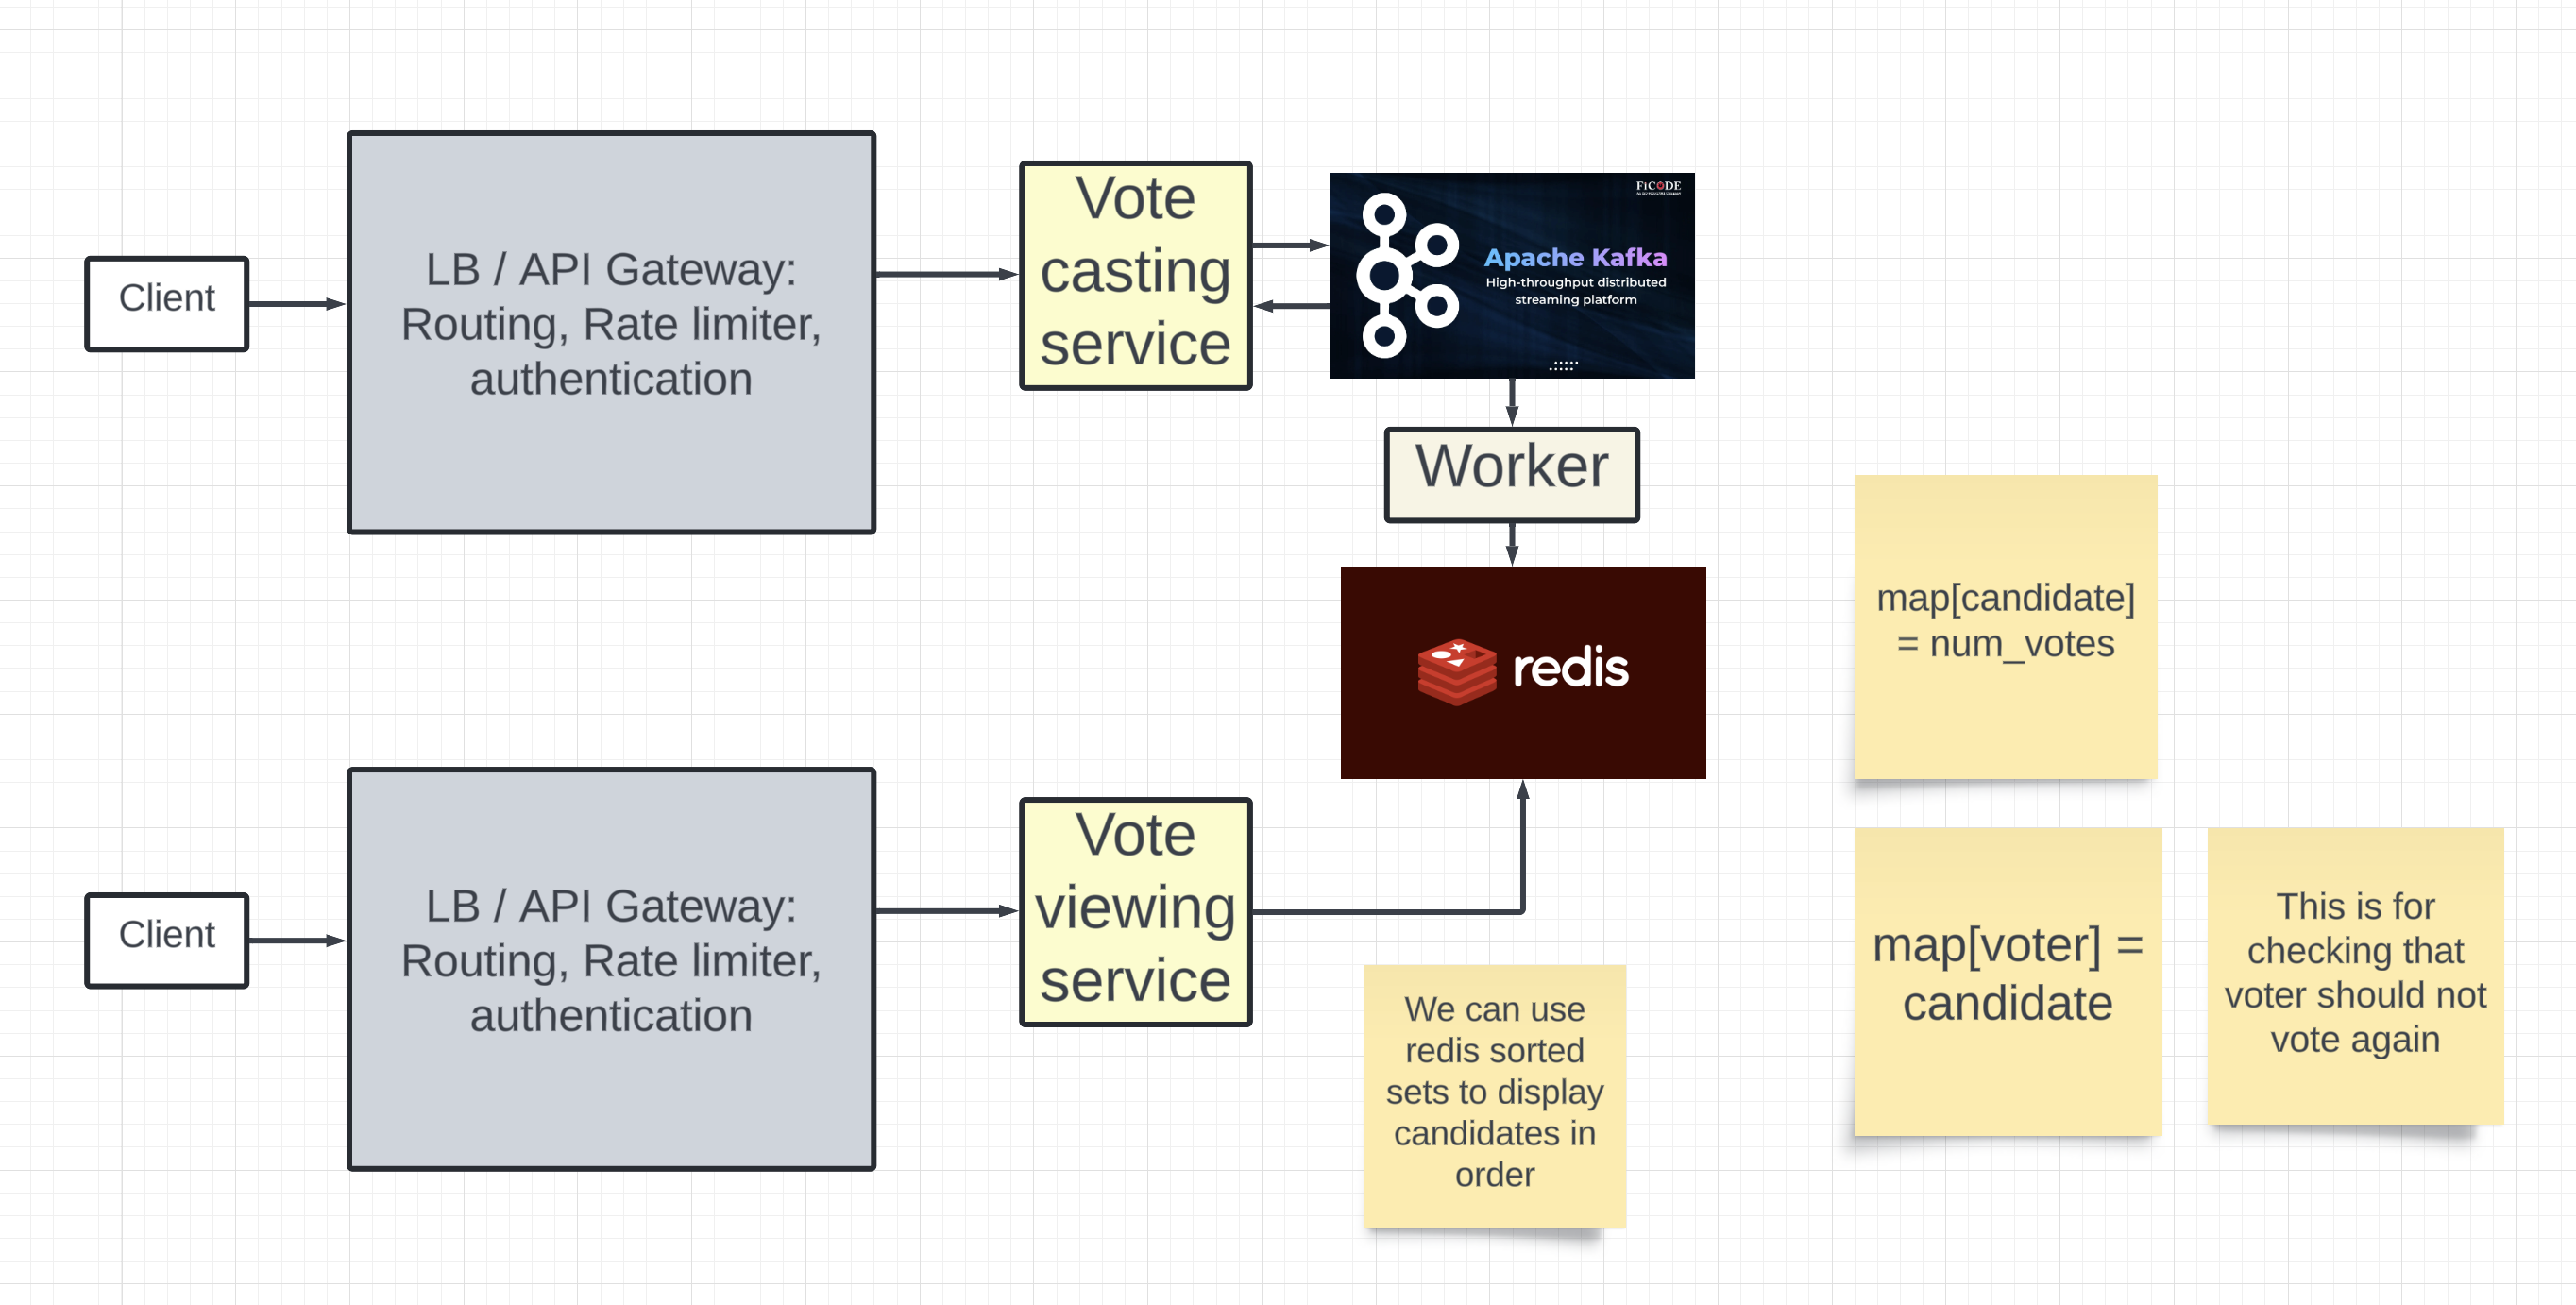 Client
LB / API Gateway:
Routing, Rate limiter,
authentication
Vote
casting
service
FiCODE
Apache Kafka
High-throughput distributed
streaming platform
Worker
redis
map[candidate]
= num_votes
Client
LB / API Gateway:
Routing, Rate limiter,
authentication
Vote
viewing
service
We can use
redis sorted
sets to display
candidates in
order
map[voter] =
candidate
This is for
checking that
voter should not
vote again